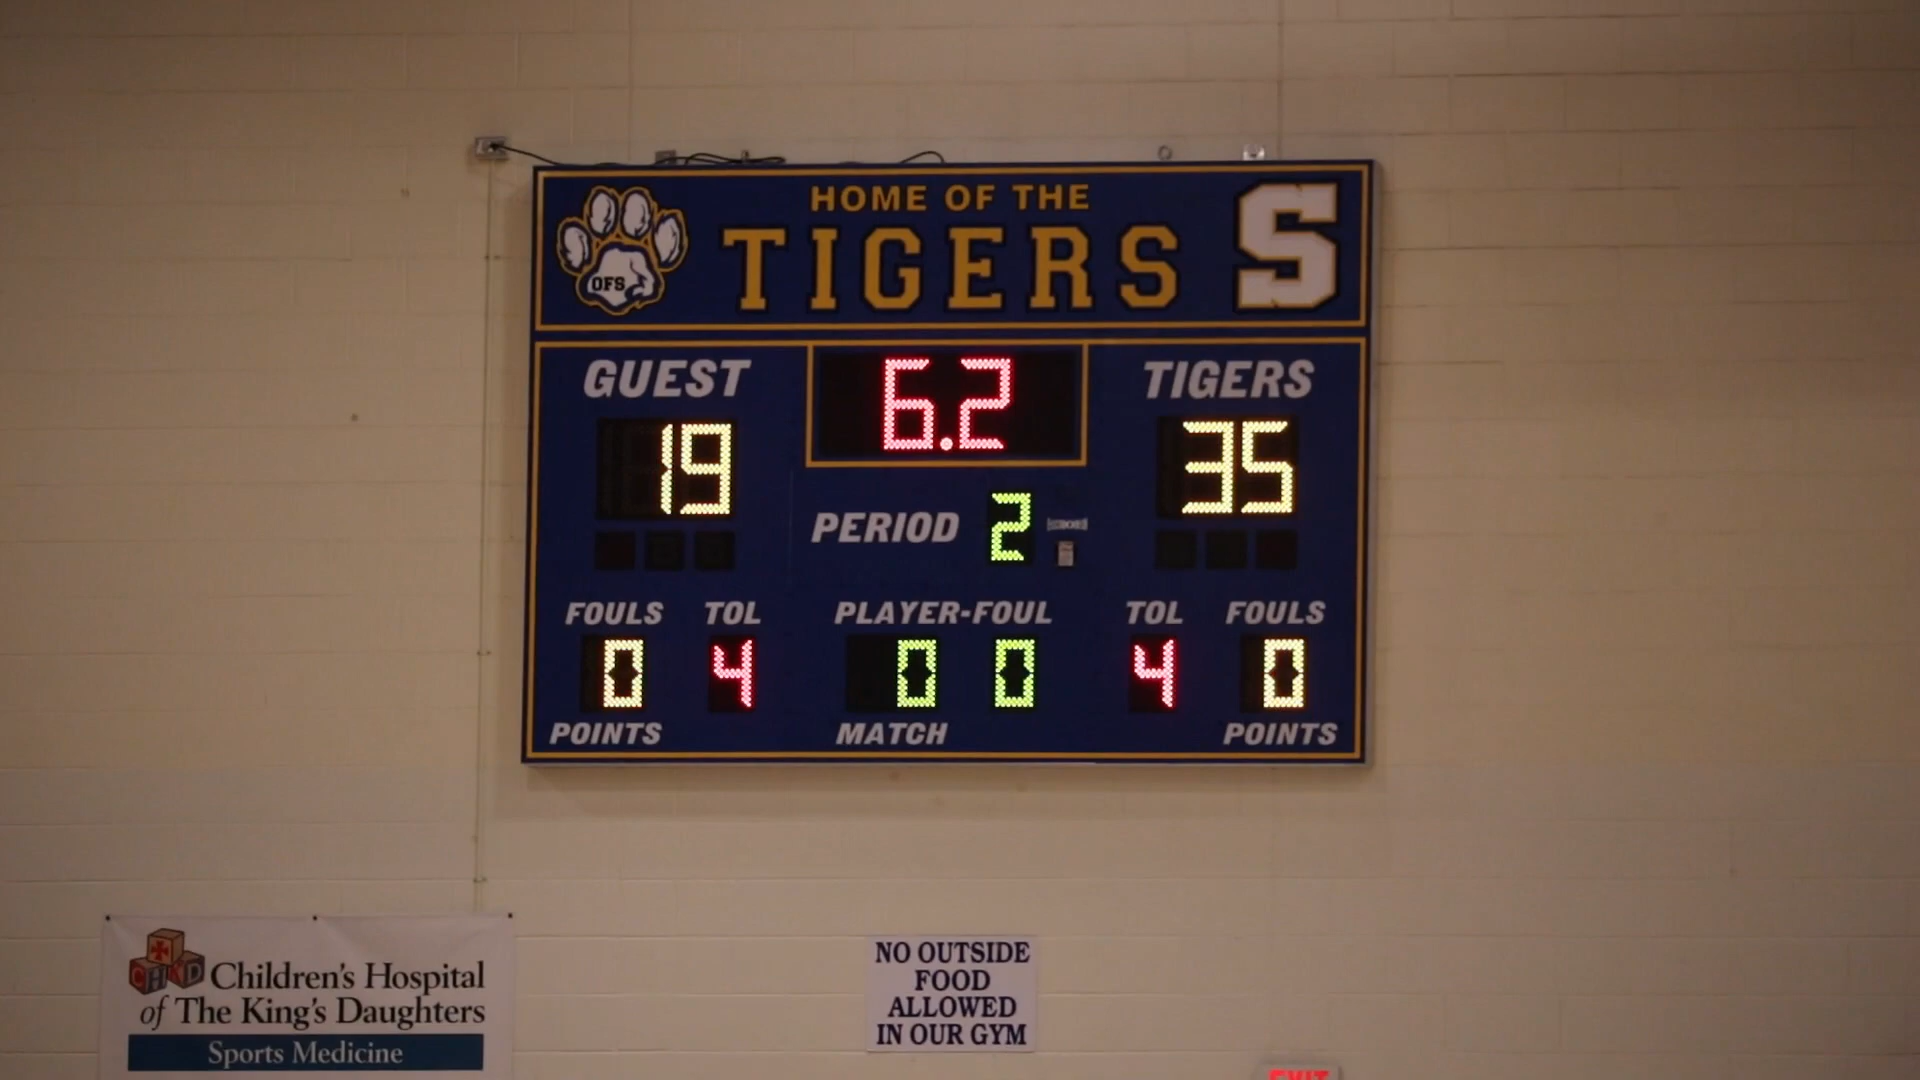 HOME OF THE
TIGERS
S
OFS
GUEST
6.2
TIGERS
19
35
PERIOD 2
FOULS TOL PLAYER-FOUL TOL FOULS
0 4 0 0 4 0
POINTS MATCH POINTS
CHKD
Children's Hospital
of The King's Daughters
Sports Medicine
NO OUTSIDE
FOOD
ALLOWED
IN OUR GYM
EXIT